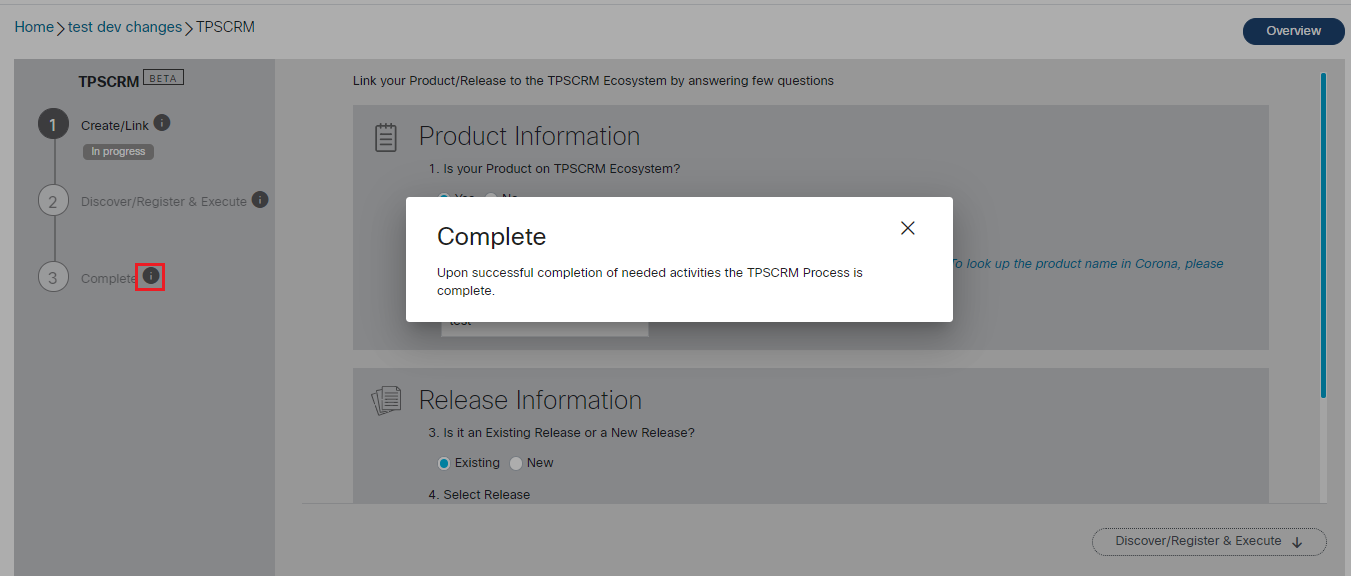 Home > test dev changes > TPSCRM
Overview
TPSCRM BETA
1 Create/Link i
In progress
2 Discover/Register & Execute i
3 Complete i
Link your Product/Release to the TPSCRM Ecosystem by answering few questions
Product Information
1. Is your Product on TPSCRM Ecosystem?
Yes No
To look up the product name in Corona, please
test
Complete
Upon successful completion of needed activities the TPSCRM Process is
complete.
Release Information
3. Is it an Existing Release or a New Release?
Existing New
4. Select Release
Discover/Register & Execute ↓